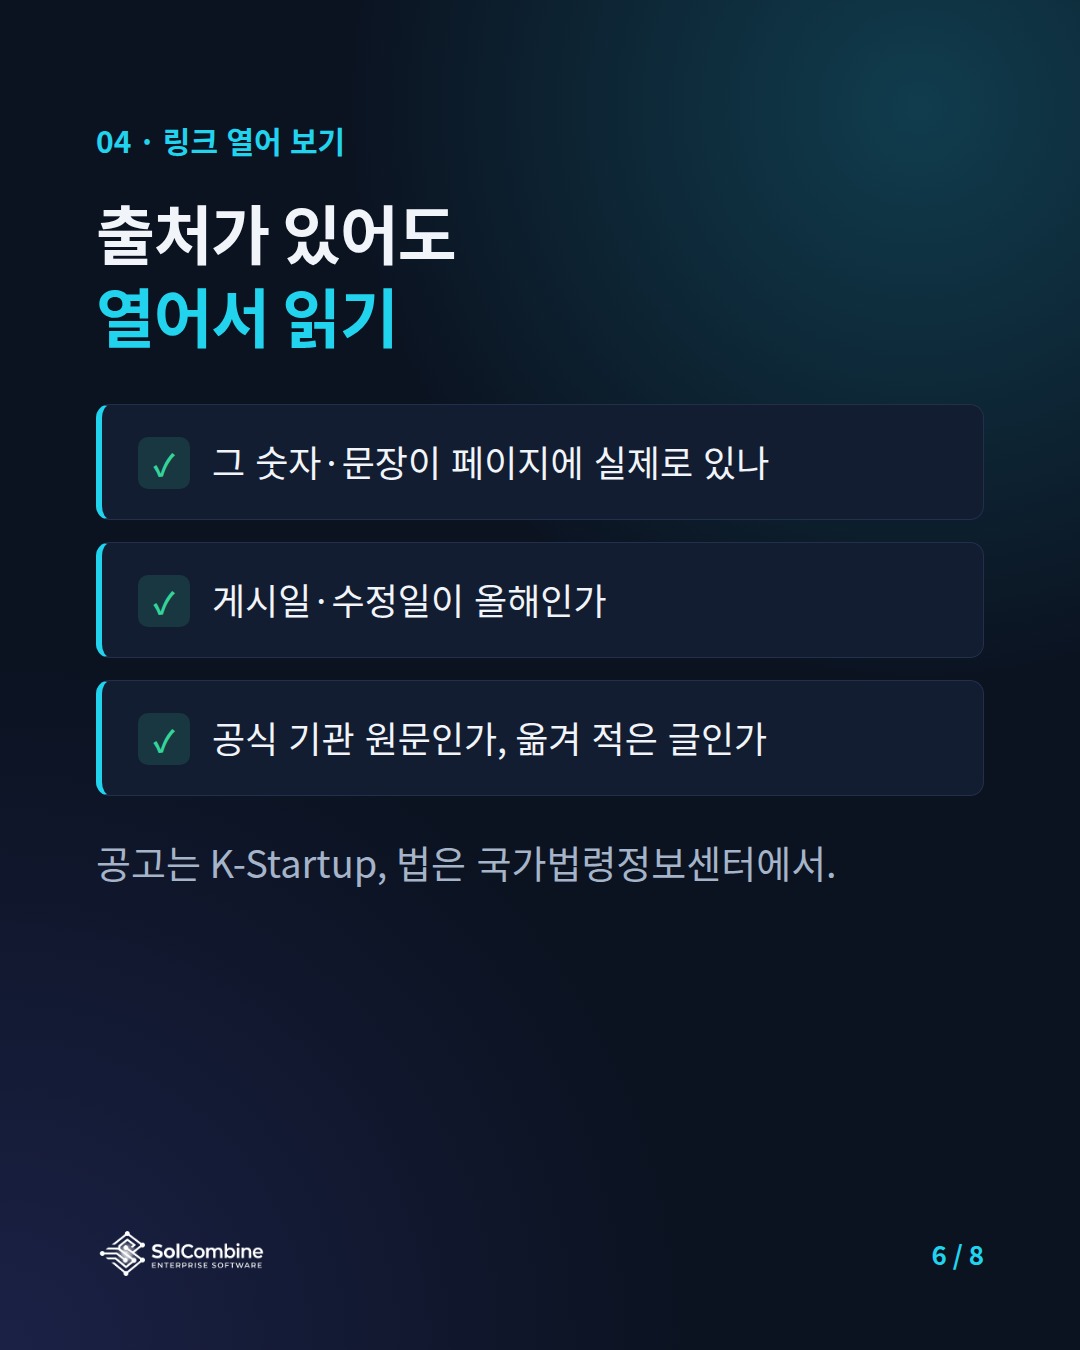 04 · 링크 열어 보기
출처가 있어도
열어서 읽기
✓ 그 숫자·문장이 페이지에 실제로 있나
✓ 게시일·수정일이 올해인가
✓ 공식 기관 원문인가, 옮겨 적은 글인가
공고는 K-Startup, 법은 국가법령정보센터에서.
SolCombine
ENTERPRISE SOFTWARE
6 / 8